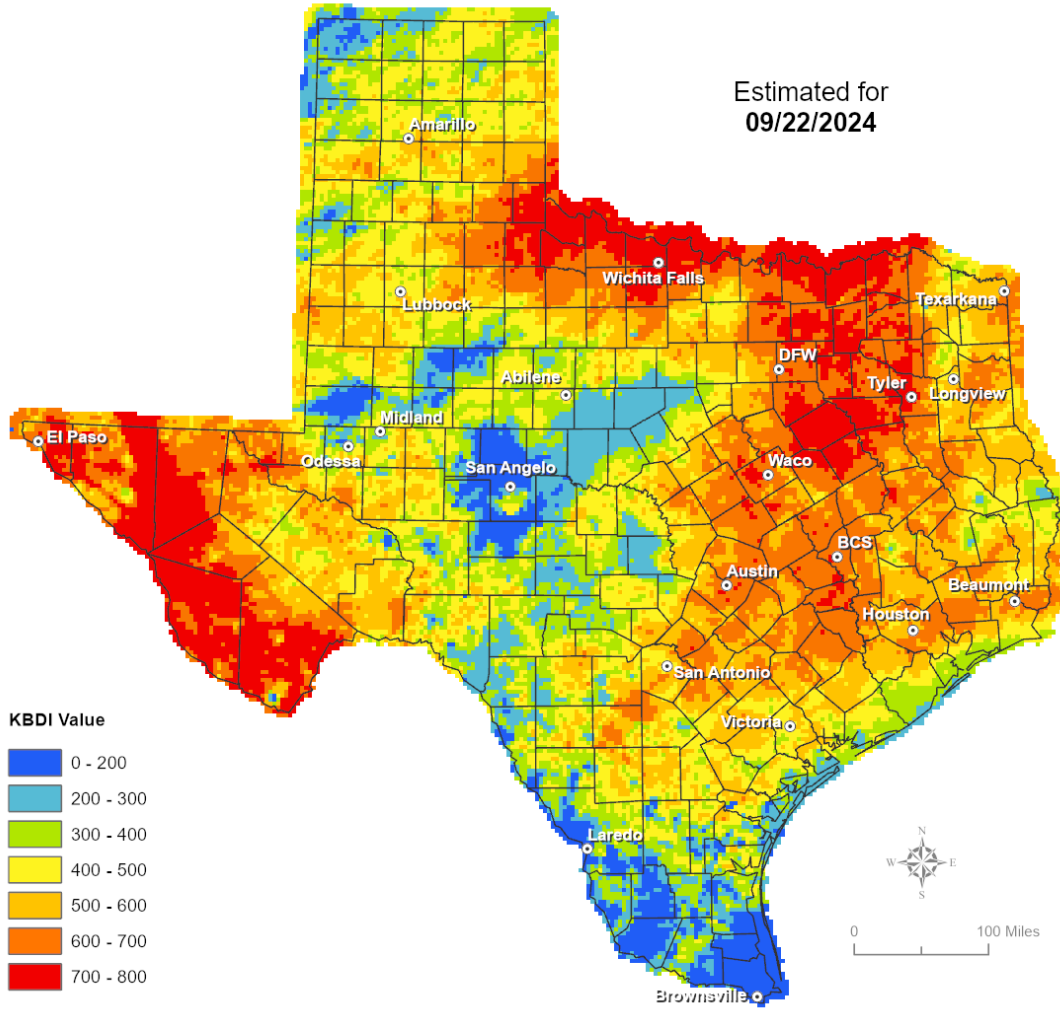 Estimated for
09/22/2024
Amarillo
Wichita Falls
Texarkana
Lubbock
DFW
Abilene
Tyler
Longview
Midland
El Paso
Odessa
San Angelo
Waco
BCS
Austin
Beaumont
Houston
San Antonio
Victoria
KBDI Value
0 - 200
200 - 300
300 - 400
400 - 500
500 - 600
600 - 700
700 - 800
Laredo
N
W E
S
0 100 Miles
Brownsville